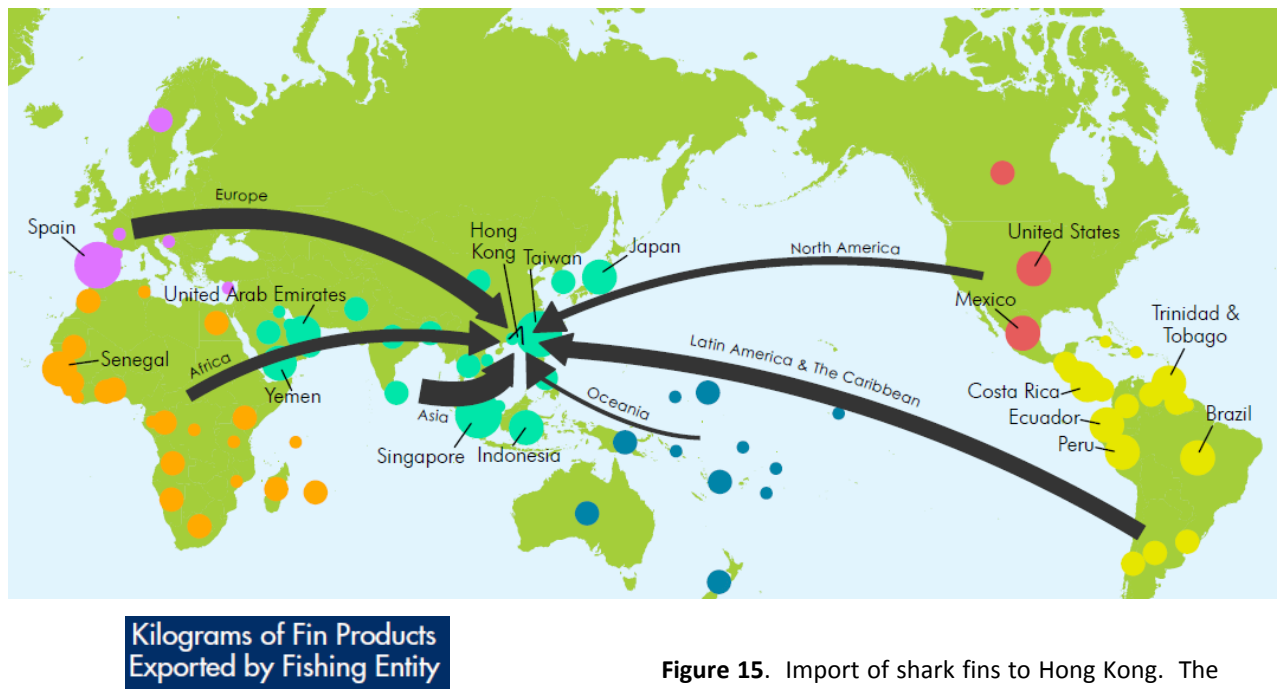 Europe
Spain
Hong
Kong
Taiwan
Japan
North America
United States
Mexico
United Arab Emirates
Trinidad &
Tobago
Senegal
Africa
Yemen
Latin America & The Caribbean
Costa Rica
Asia
Oceania
Ecuador
Brazil
Peru
Singapore
Indonesia
Kilograms of Fin Products
Exported by Fishing Entity
Figure 15. Import of shark fins to Hong Kong. The